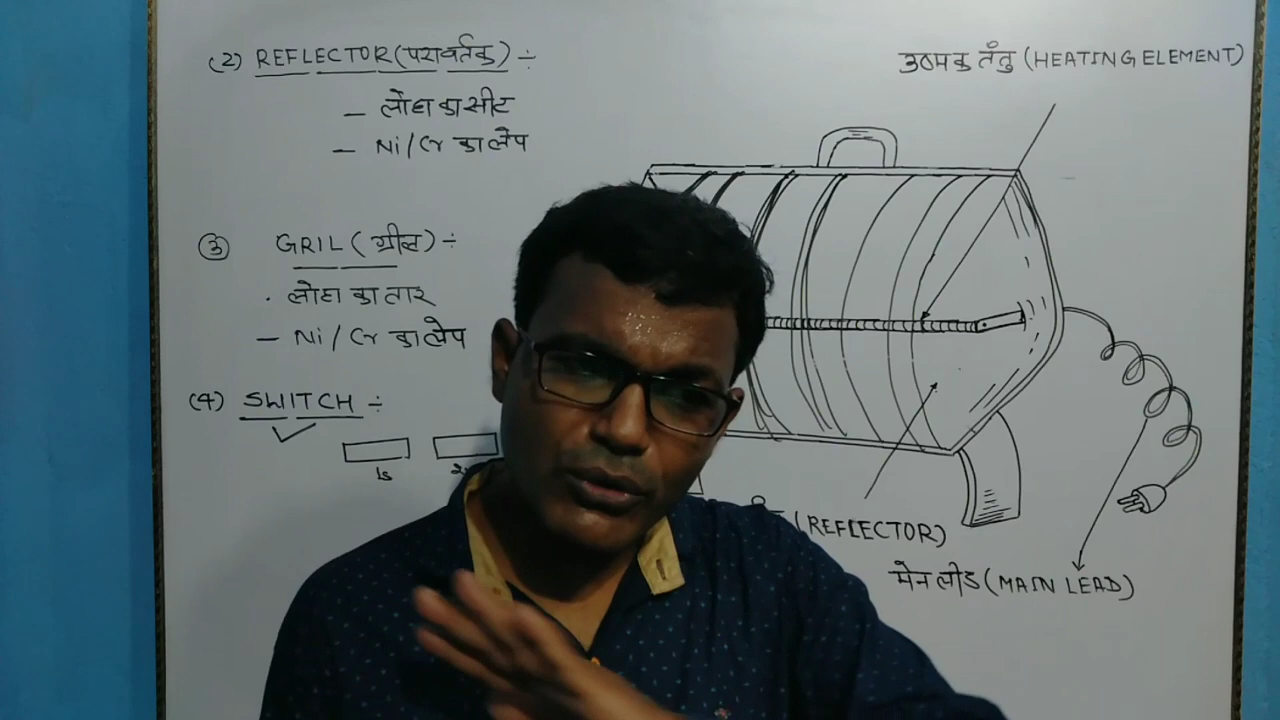 (2) REFLECTOR (परावर्तक) ÷
- लोहा का सीट
- Ni/Cr का लेप
③ GRIL (ग्रील) ÷
. लोहा का तार
- Ni/Cr का लेप
(4) SWITCH ÷
उष्मक तंतु (HEATING ELEMENT)
(REFLECTOR)
मेन लीड (MAIN LEAD)